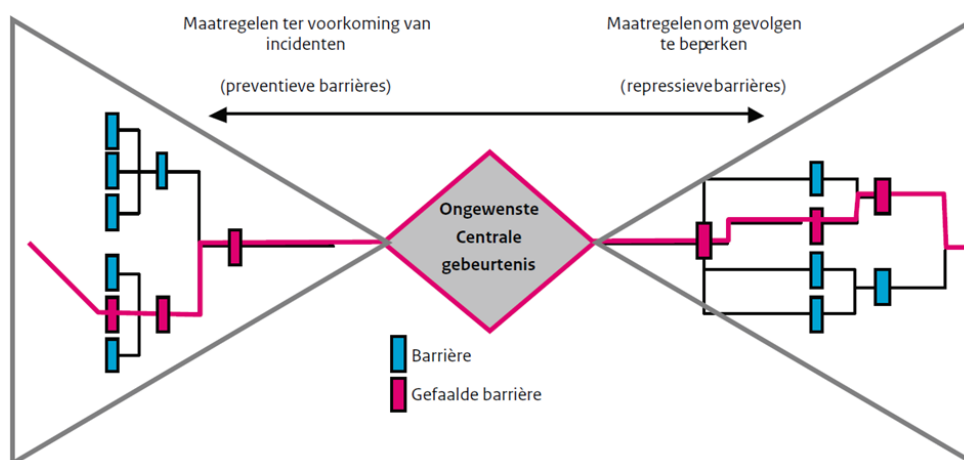 Maatregelen ter voorkoming van
incidenten
(preventieve barrières)
Maatregelen om gevolgen
te beperken
(repressieve barrières)
Ongewenste
Centrale
gebeurtenis
Barrière
Gefaalde barrière